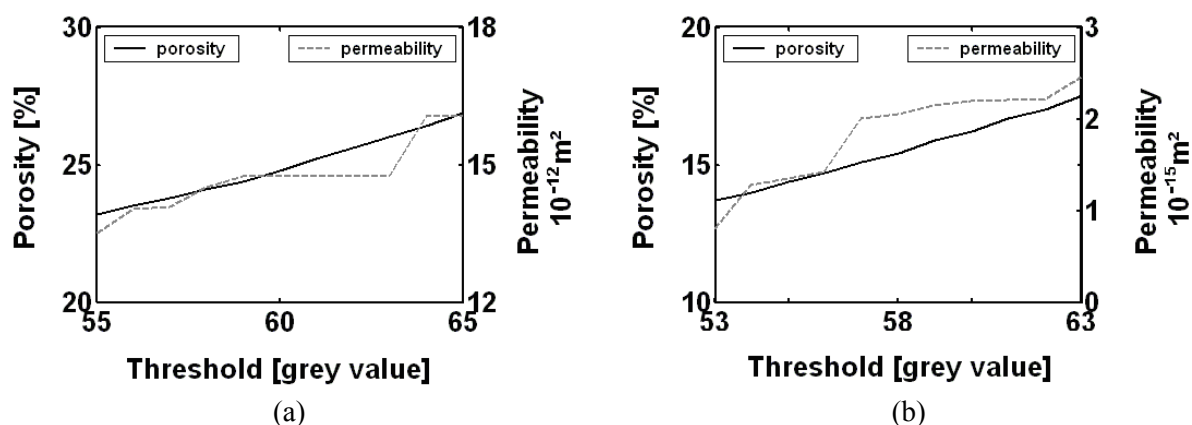 30
25
20
Porosity [%]
porosity
permeability
18
15
12
Permeability
10⁻¹²m²
55
60
65
Threshold [grey value]
(a)
20
15
10
Porosity [%]
porosity
permeability
3
2
1
0
Permeability
10⁻¹⁵m²
53
58
63
Threshold [grey value]
(b)